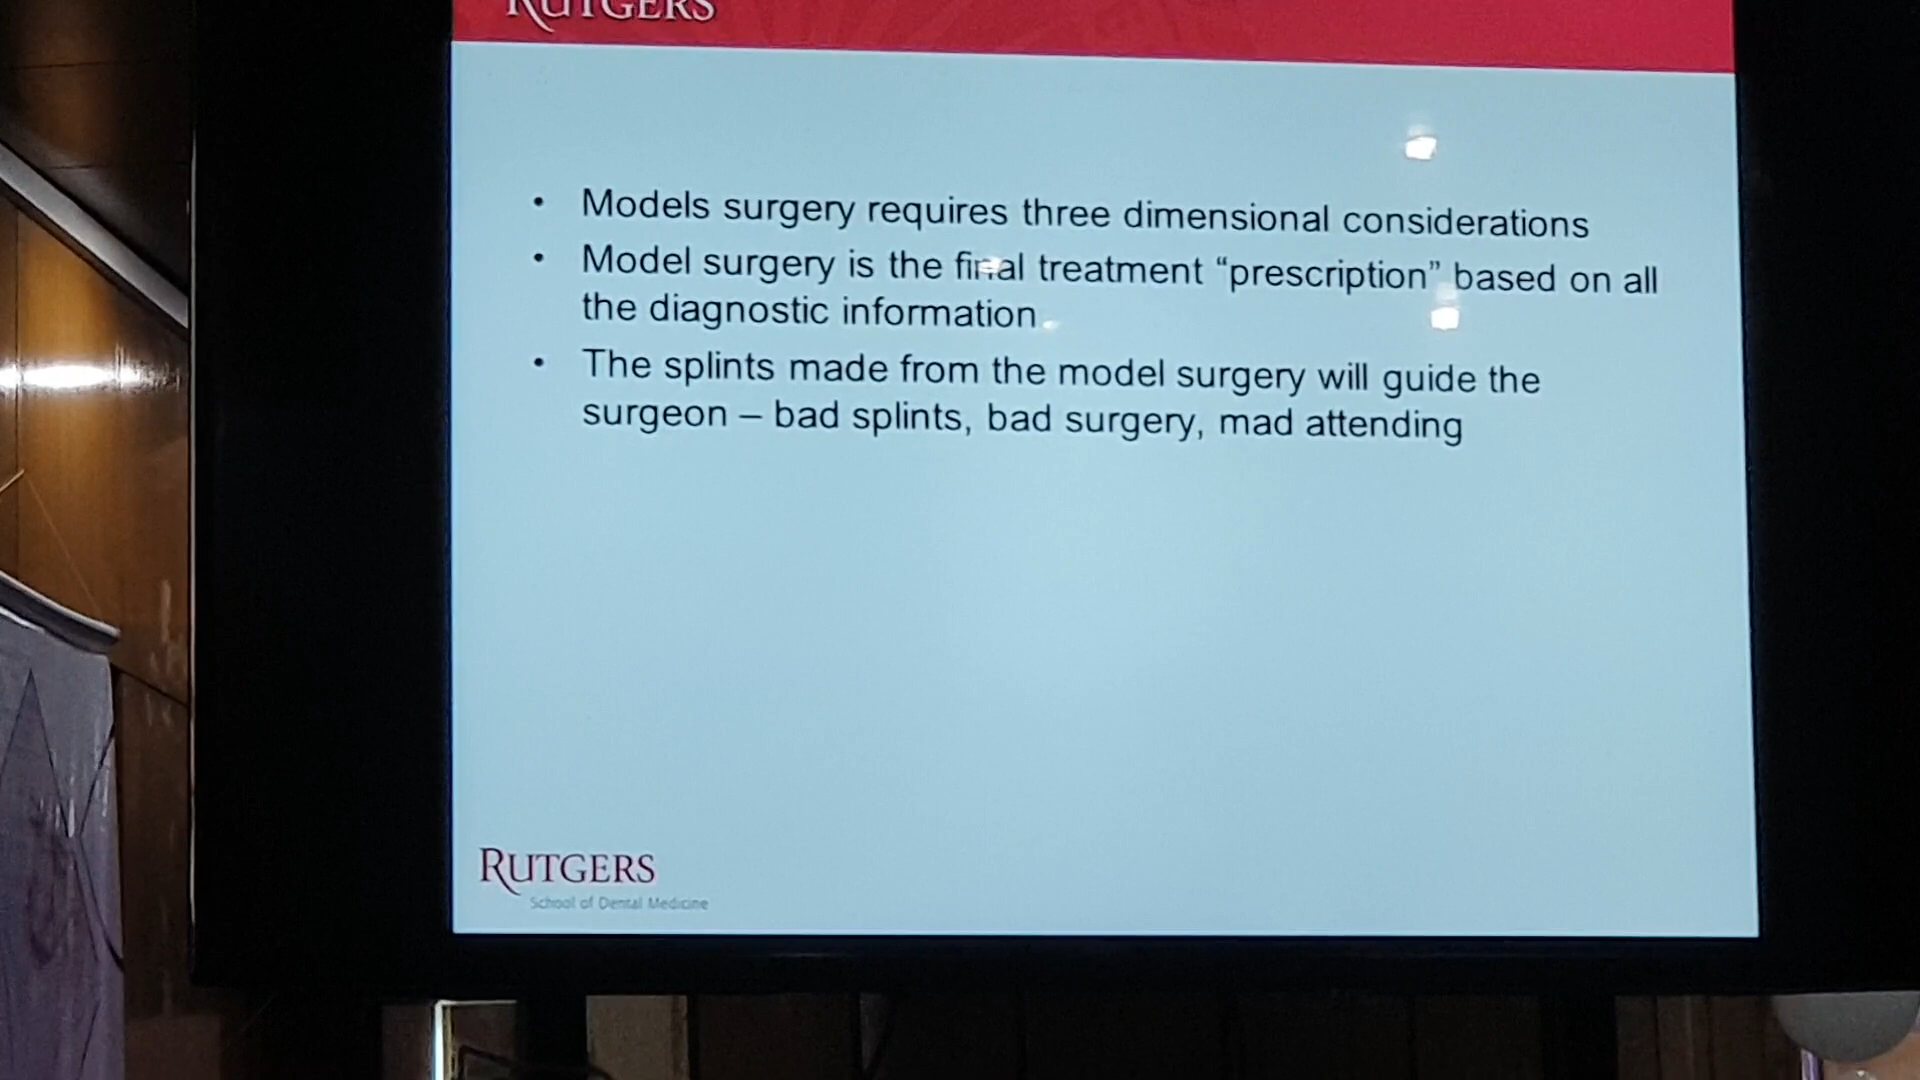 RUTGERS
• Models surgery requires three dimensional considerations
• Model surgery is the final treatment “prescription” based on all
the diagnostic information
• The splints made from the model surgery will guide the
surgeon – bad splints, bad surgery, mad attending
RUTGERS
School of Dental Medicine